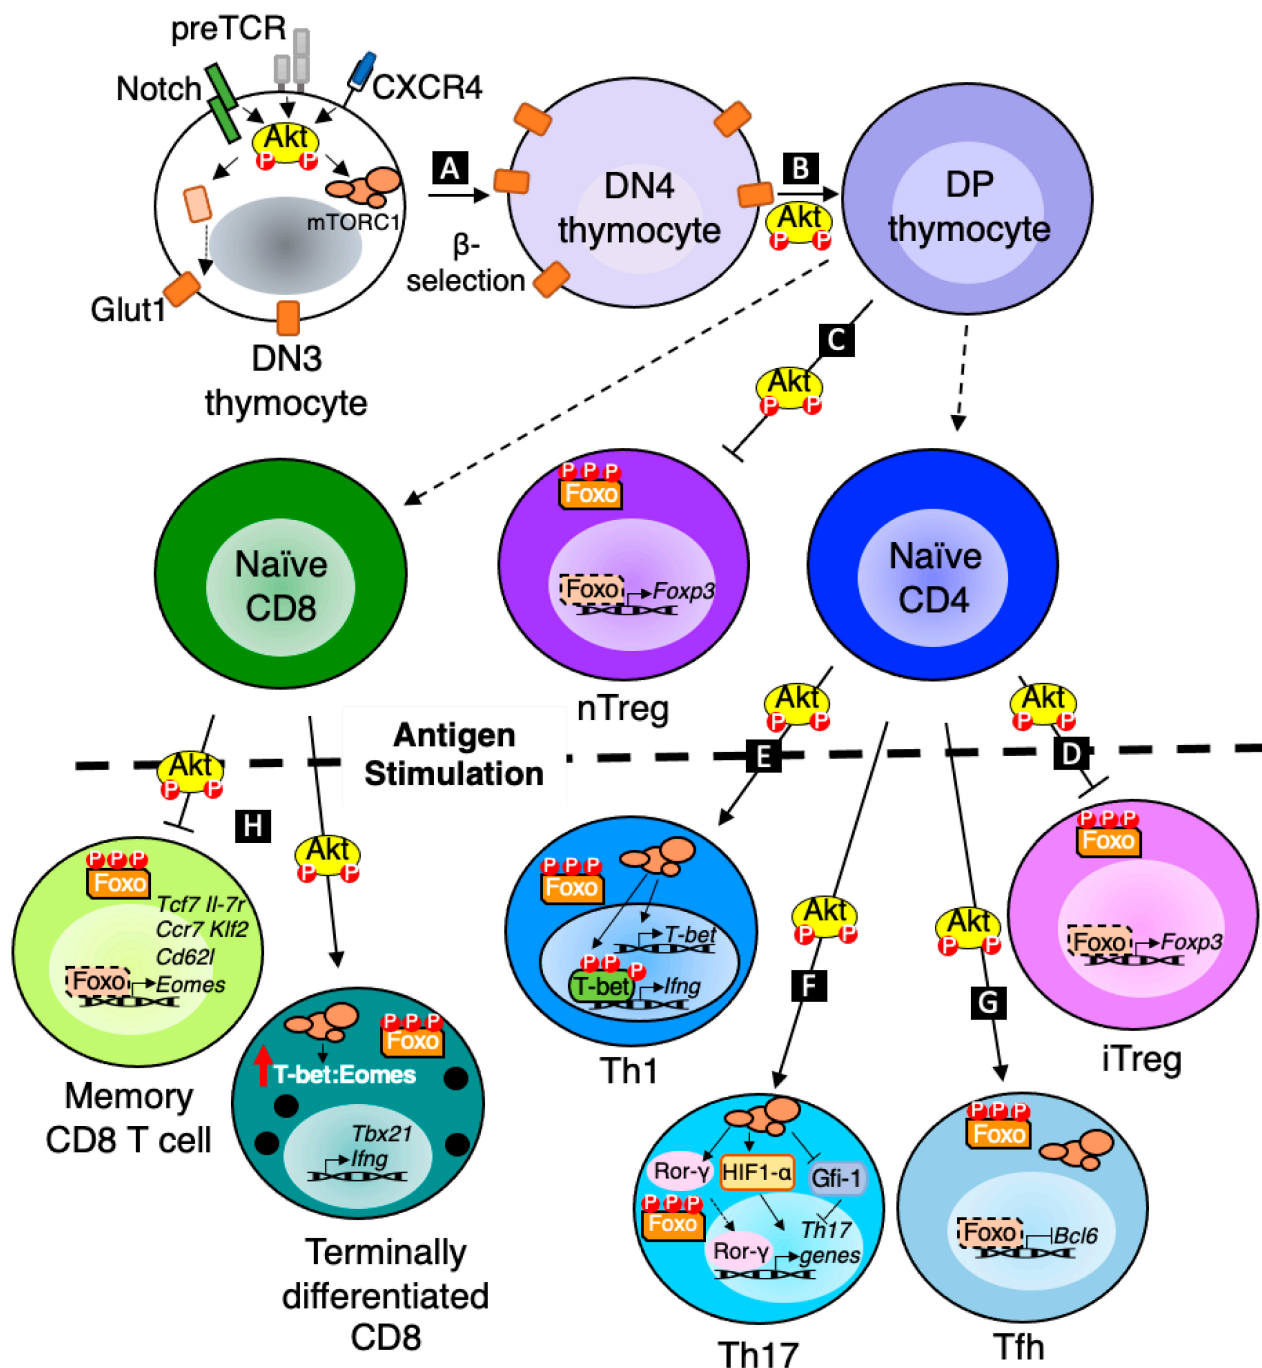 preTCR
Notch
CXCR4
Akt
P P
mTORC1
Glut1
DN3
thymocyte
A
β-
selection
DN4
thymocyte
B
Akt
P P
DP
thymocyte
C
Akt
P P
Naïve
CD8
P P P
Foxo
Foxo
Foxp3
nTreg
Naïve
CD4
Antigen
Stimulation
Akt
P P
H
Akt
P P
Akt
P P
E
Akt
P P
D
Akt
P P
F
Akt
P P
G
P P P
Foxo
Tcf7 Il-7r
Ccr7 Klf2
Cd62l
Foxo
Eomes
Memory
CD8 T cell
P P P
Foxo
T-bet:Eomes
Tbx21
Ifng
Terminally
differentiated
CD8
P P P
Foxo
T-bet
P P P
T-bet
Ifng
Th1
P P P
Foxo
Foxo
Foxp3
iTreg
Ror-γ
HIF1-α
Gfi-1
P P P
Foxo
Ror-γ
Th17
genes
Th17
P P P
Foxo
Foxo
Bcl6
Tfh